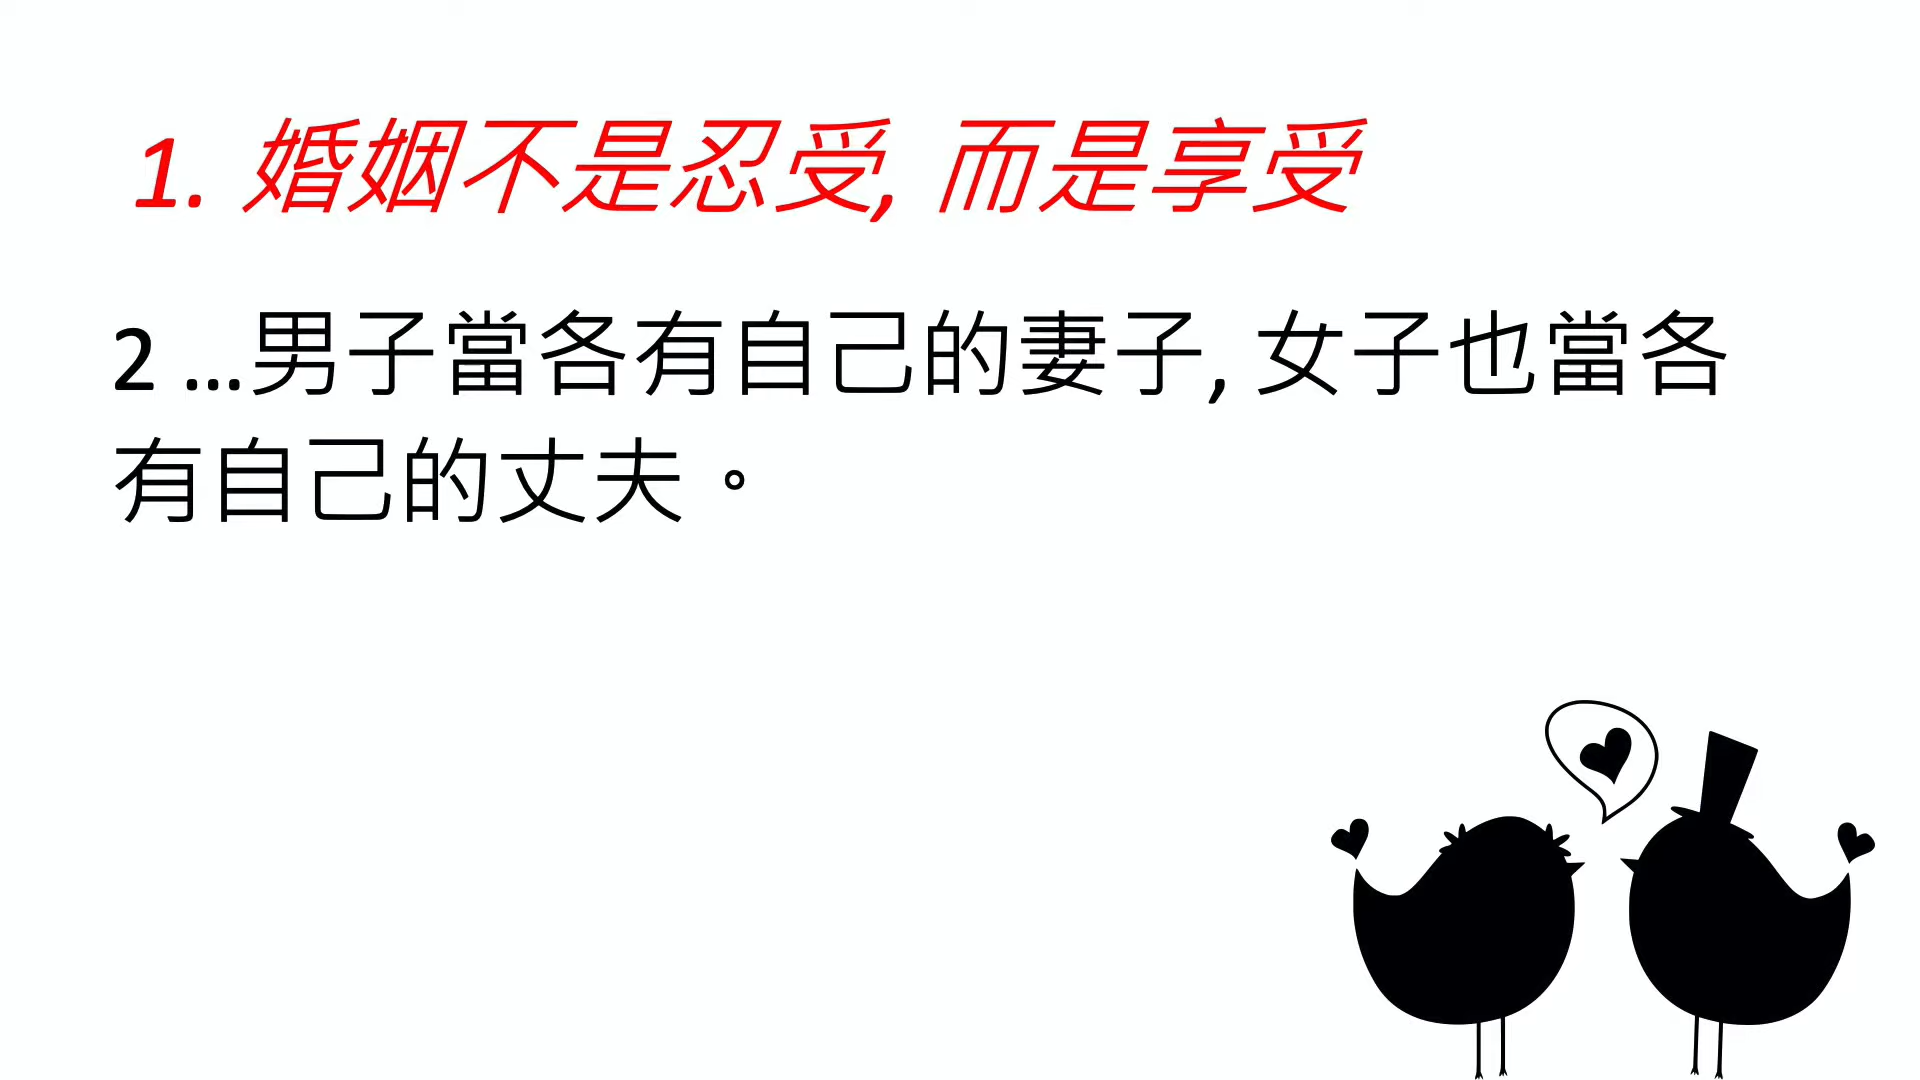 1. 婚姻不是忍受, 而是享受
2 ...男子當各有自己的妻子, 女子也當各
有自己的丈夫。